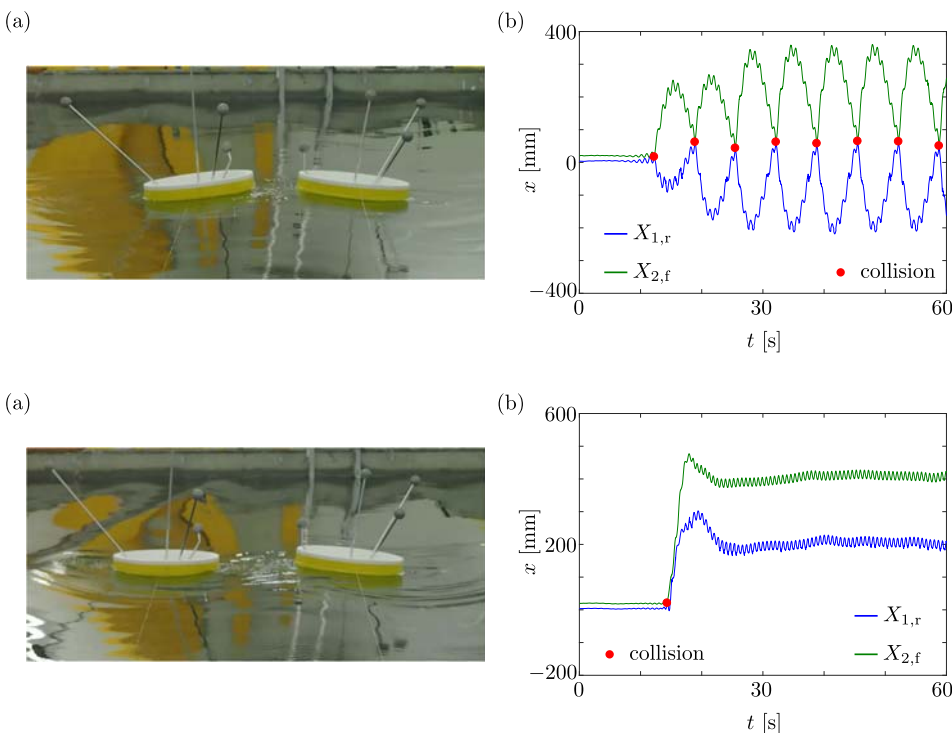 (a)
(b)
400
0
−400
x [mm]
X1,r
X2,f
collision
0
30
60
t [s]
(a)
(b)
600
200
−200
x [mm]
X1,r
X2,f
collision
0
30
60
t [s]